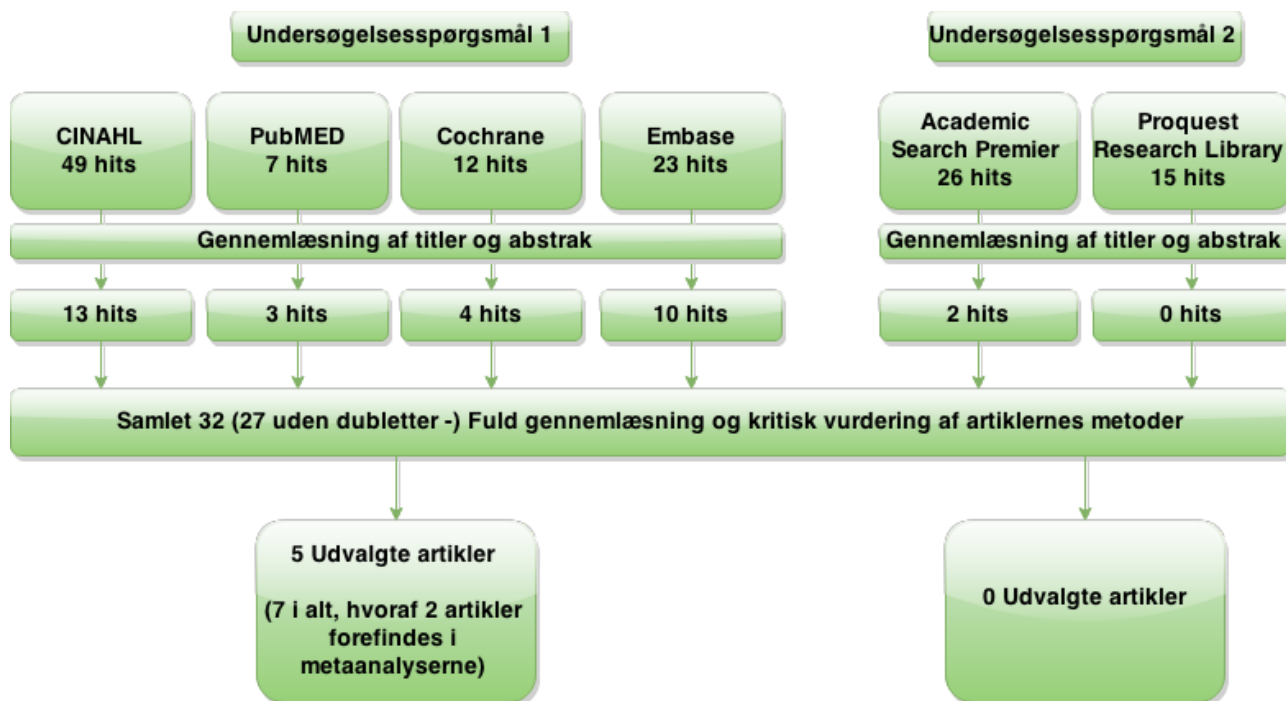 Undersøgelsesspørgsmål 1
Undersøgelsesspørgsmål 2
CINAHL
49 hits
PubMED
7 hits
Cochrane
12 hits
Embase
23 hits
Academic
Search Premier
26 hits
Proquest
Research Library
15 hits
Gennemlæsning af titler og abstrak
Gennemlæsning af titler og abstrak
13 hits
3 hits
4 hits
10 hits
2 hits
0 hits
Samlet 32 (27 uden dubletter -) Fuld gennemlæsning og kritisk vurdering af artiklernes metoder
5 Udvalgte artikler
(7 i alt, hvoraf 2 artikler
forefindes i
metaanalyserne)
0 Udvalgte artikler